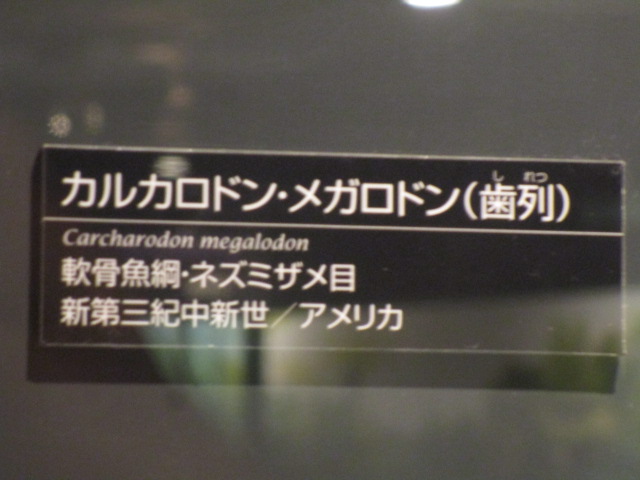 カルカロドン・メガロドン(歯列)
しれつ
Carcharodon megalodon
軟骨魚綱・ネズミザメ目
新第三紀中新世/アメリカ